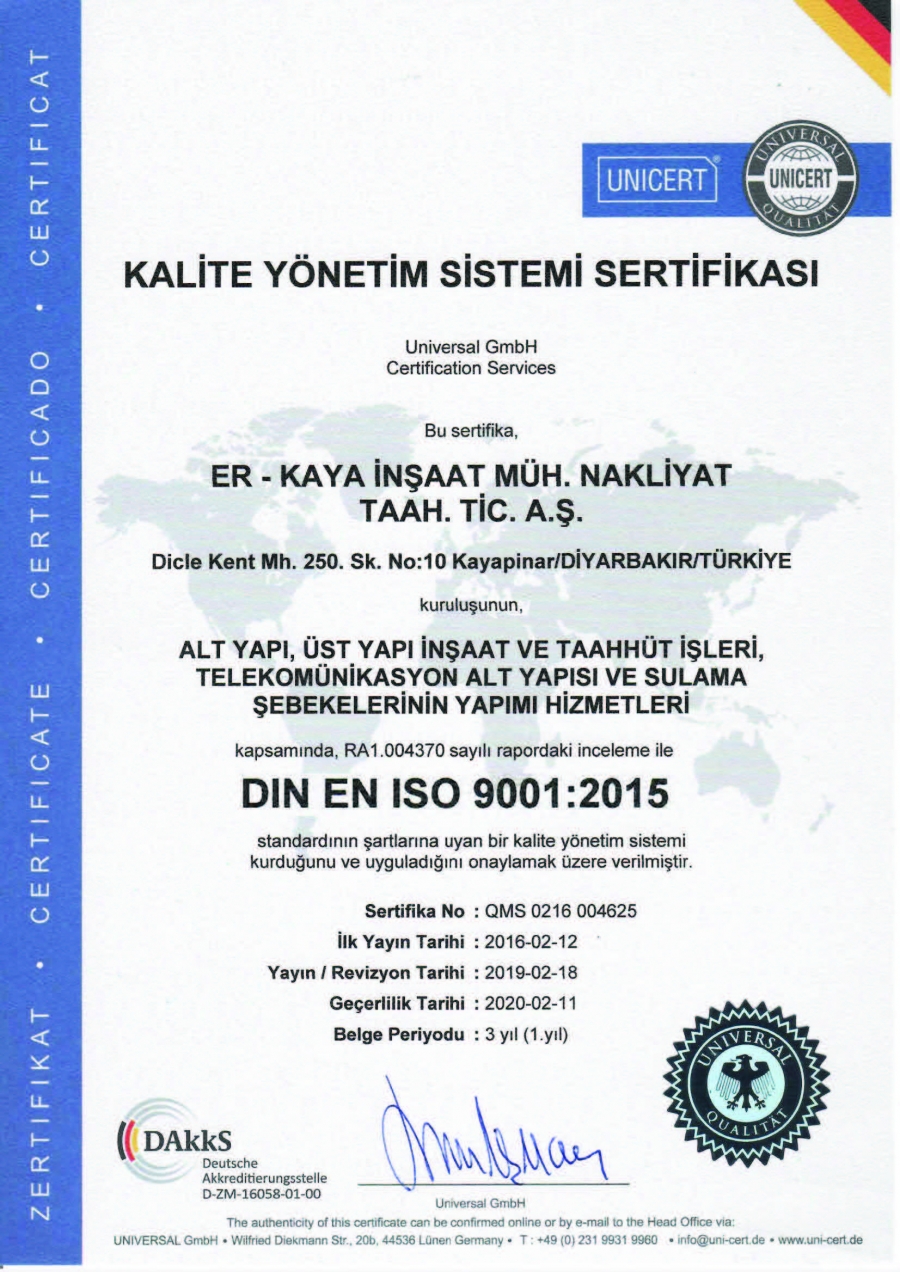 ZERTIFIKAT • CERTIFICATE • CERTIFICADO • CERTIFICAT
UNICERT®
UNIVERSAL
UNICERT
QUALITÄT
KALİTE YÖNETİM SİSTEMİ SERTİFİKASI
Universal GmbH
Certification Services
Bu sertifika,
ER - KAYA İNŞAAT MÜH. NAKLİYAT
TAAH. TİC. A.Ş.
Dicle Kent Mh. 250. Sk. No:10 Kayapinar/DİYARBAKIR/TÜRKİYE
kuruluşunun,
ALT YAPI, ÜST YAPI İNŞAAT VE TAAHHÜT İŞLERİ,
TELEKOMÜNİKASYON ALT YAPISI VE SULAMA
ŞEBEKELERİNİN YAPIMI HİZMETLERİ
kapsamında, RA1.004370 sayılı rapordaki inceleme ile
DIN EN ISO 9001:2015
standardının şartlarına uyan bir kalite yönetim sistemi
kurduğunu ve uyguladığını onaylamak üzere verilmiştir.
Sertifika No : QMS 0216 004625
İlk Yayın Tarihi : 2016-02-12
Yayın / Revizyon Tarihi : 2019-02-18
Geçerlilik Tarihi : 2020-02-11
Belge Periyodu : 3 yıl (1.yıl)
UNIVERSAL
QUALITÄT
DAkkS
Deutsche
Akkreditierungsstelle
D-ZM-16058-01-00
Universal GmbH
The authenticity of this certificate can be confirmed online or by e-mail to the Head Office via:
UNIVERSAL GmbH • Wilfried Diekmann Str., 20b, 44536 Lünen Germany • T : +49 (0) 231 9931 9960 • info@uni-cert.de • www.uni-cert.de